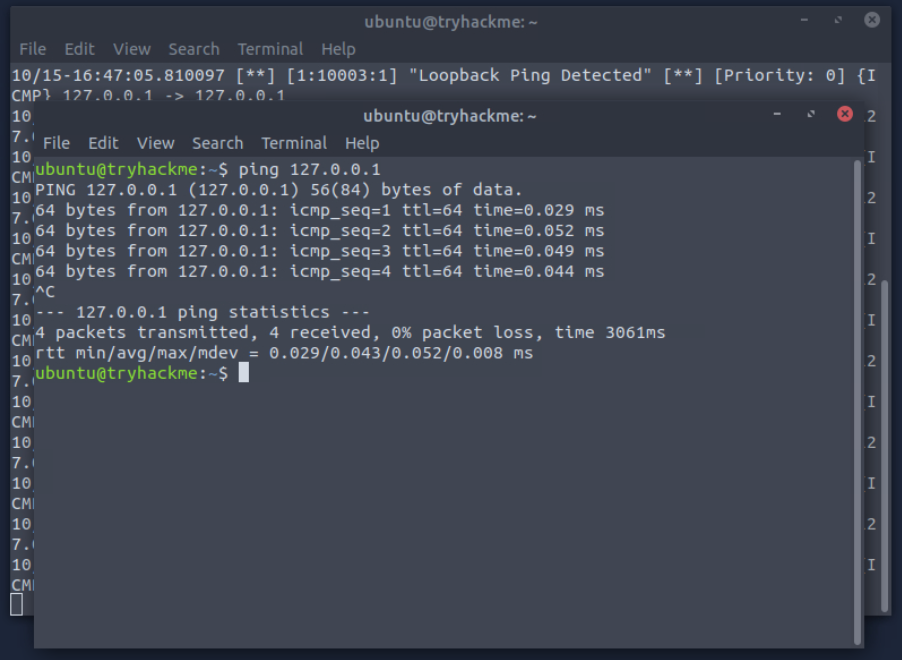 ubuntu@tryhackme: ~
File Edit View Search Terminal Help
10/15-16:47:05.810097 [**] [1:10003:1] "Loopback Ping Detected" [**] [Priority: 0] {I
CMP} 127.0.0.1 -> 127.0.0.1
ubuntu@tryhackme: ~
File Edit View Search Terminal Help
ubuntu@tryhackme:~$ ping 127.0.0.1
PING 127.0.0.1 (127.0.0.1) 56(84) bytes of data.
64 bytes from 127.0.0.1: icmp_seq=1 ttl=64 time=0.029 ms
64 bytes from 127.0.0.1: icmp_seq=2 ttl=64 time=0.052 ms
64 bytes from 127.0.0.1: icmp_seq=3 ttl=64 time=0.049 ms
64 bytes from 127.0.0.1: icmp_seq=4 ttl=64 time=0.044 ms
^C
--- 127.0.0.1 ping statistics ---
4 packets transmitted, 4 received, 0% packet loss, time 3061ms
rtt min/avg/max/mdev = 0.029/0.043/0.052/0.008 ms
ubuntu@tryhackme:~$